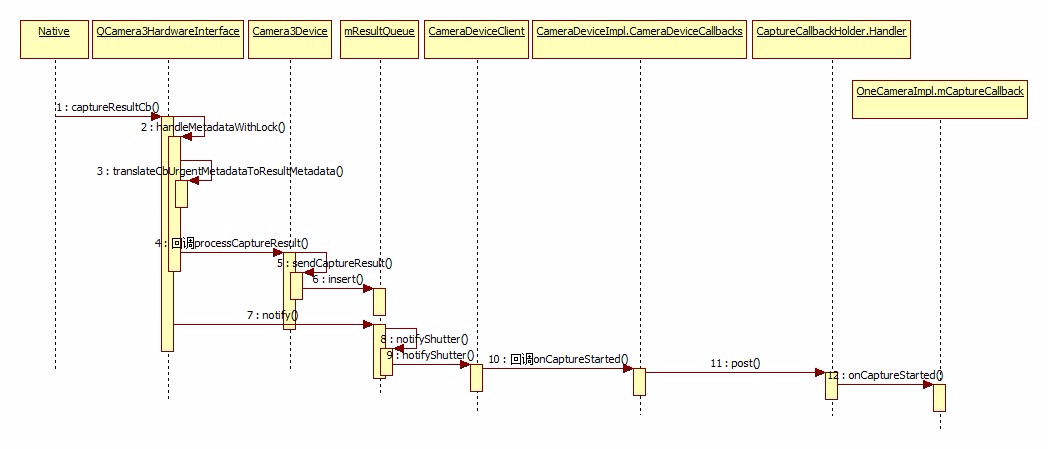 Native
QCamera3HardwareInterface
Camera3Device
mResultQueue
CameraDeviceClient
CameraDeviceImpl.CameraDeviceCallbacks
CaptureCallbackHolder.Handler
OneCameraImpl.mCaptureCallback
1 : captureResultCb()
2 : handleMetadataWithLock()
3 : translateCbUrgentMetadataToResultMetadata()
4 : 回调processCaptureResult()
5 : sendCaptureResult()
6 : insert()
7 : notify()
8 : notifyShutter()
9 : notifyShutter()
10 : 回调onCaptureStarted()
11 : post()
12 : onCaptureStarted()